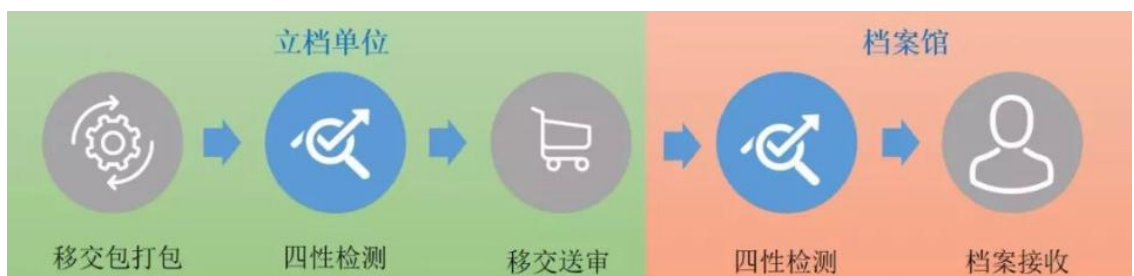 立档单位
档案馆
移交包打包
四性检测
移交送审
四性检测
档案接收